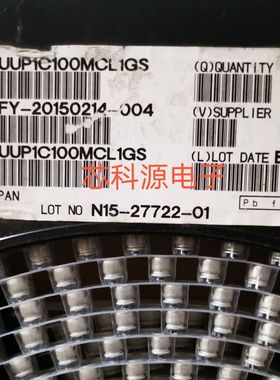 UUP1C100MCL1GS
(Q)QUANTITY
FY-20150214-004
(V)SUPPLIER
UUP1C100MCL1GS
(L)LOT DATE
芯科源电子
PAN
LOT NO N15-27722-01
Pb f